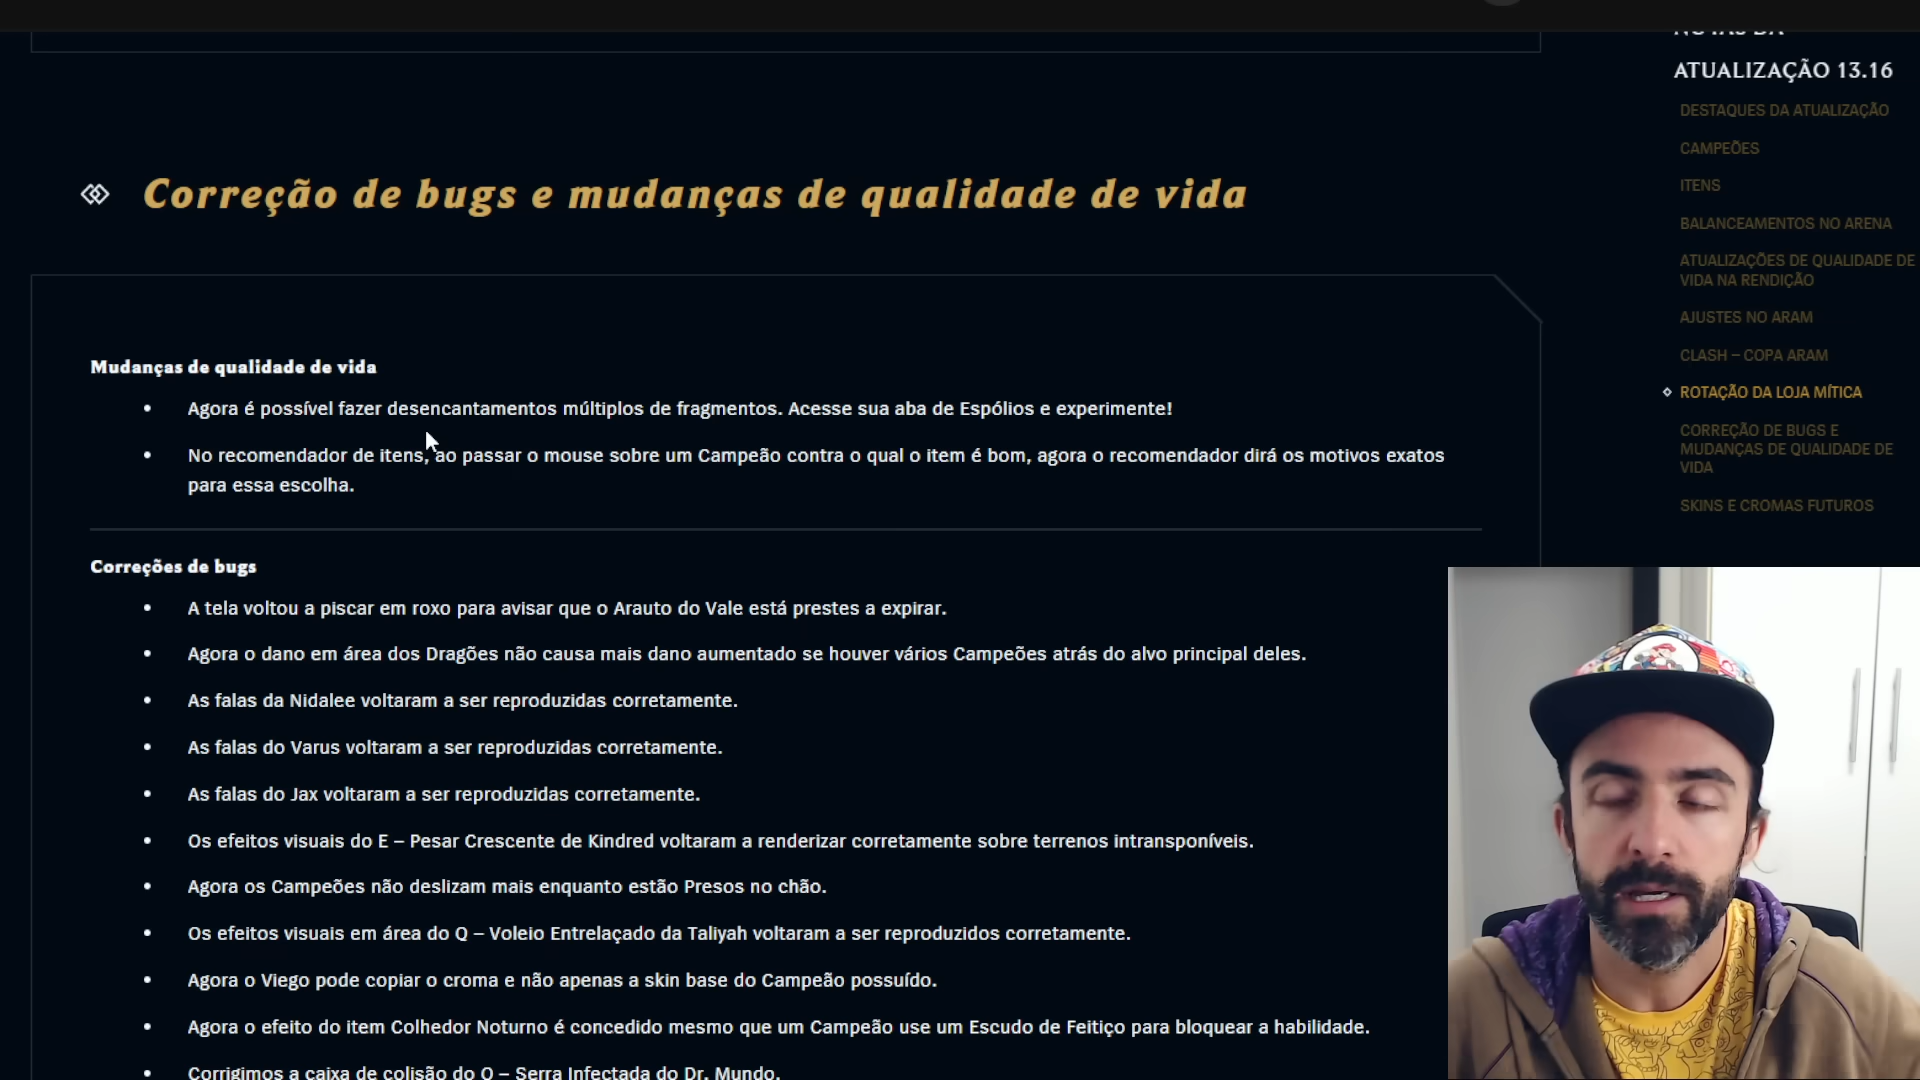 Correção de bugs e mudanças de qualidade de vida
Mudanças de qualidade de vida
Agora é possível fazer desencantamentos múltiplos de fragmentos. Acesse sua aba de Espólios e experimente!
No recomendador de itens, ao passar o mouse sobre um Campeão contra o qual o item é bom, agora o recomendador dirá os motivos exatos
para essa escolha.
Correções de bugs
A tela voltou a piscar em roxo para avisar que o Arauto do Vale está prestes a expirar.
Agora o dano em área dos Dragões não causa mais dano aumentado se houver vários Campeões atrás do alvo principal deles.
As falas da Nidalee voltaram a ser reproduzidas corretamente.
As falas do Varus voltaram a ser reproduzidas corretamente.
As falas do Jax voltaram a ser reproduzidas corretamente.
Os efeitos visuais do E – Pesar Crescente de Kindred voltaram a renderizar corretamente sobre terrenos intransponíveis.
Agora os Campeões não deslizam mais enquanto estão Presos no chão.
Os efeitos visuais em área do Q – Voleio Entrelaçado da Taliyah voltaram a ser reproduzidos corretamente.
Agora o Viego pode copiar o croma e não apenas a skin base do Campeão possuído.
Agora o efeito do item Colhedor Noturno é concedido mesmo que um Campeão use um Escudo de Feitiço para bloquear a habilidade.
Corrigimos a caixa de colisão do Q – Serra Infectada do Dr. Mundo.
NOTAS DA
ATUALIZAÇÃO 13.16
DESTAQUES DA ATUALIZAÇÃO
CAMPEÕES
ITENS
BALANCEAMENTOS NO ARENA
ATUALIZAÇÕES DE QUALIDADE DE
VIDA NA RENDIÇÃO
AJUSTES NO ARAM
CLASH – COPA ARAM
ROTAÇÃO DA LOJA MÍTICA
CORREÇÃO DE BUGS E
MUDANÇAS DE QUALIDADE DE
VIDA
SKINS E CROMAS FUTUROS